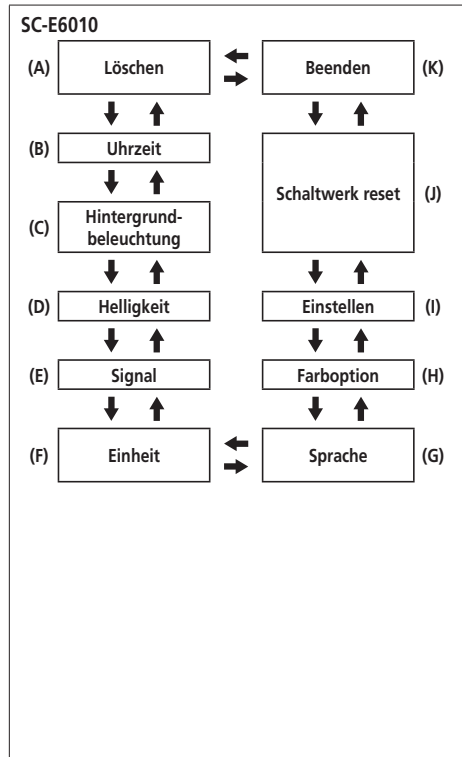 SC-E6010
(A)
Löschen
Beenden
(K)
(B)
Uhrzeit
Schaltwerk reset
(J)
(C)
Hintergrund-
beleuchtung
(D)
Helligkeit
Einstellen
(I)
(E)
Signal
Farboption
(H)
(F)
Einheit
Sprache
(G)